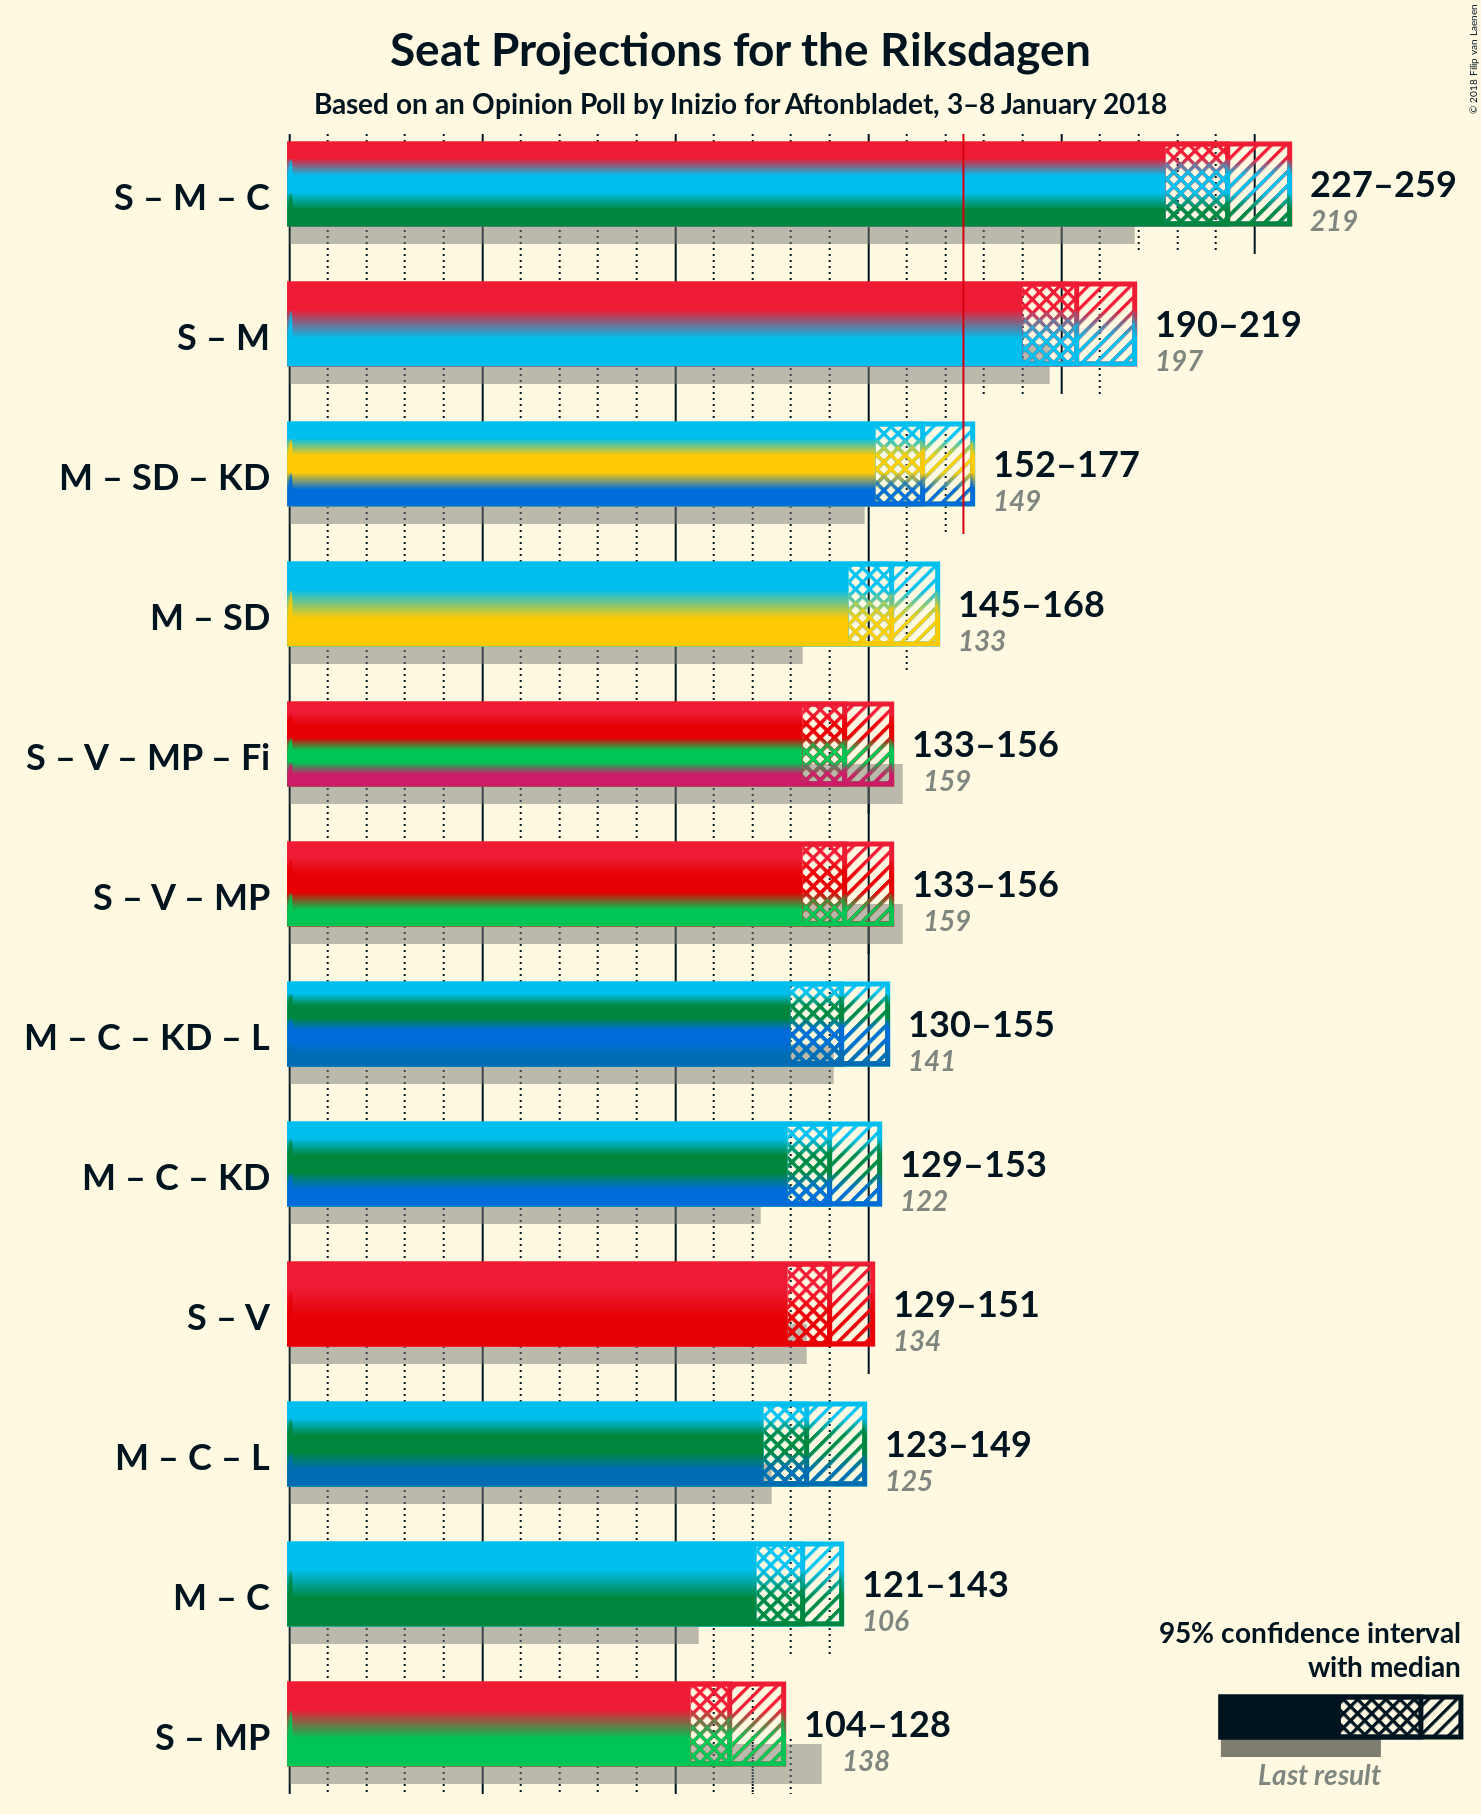 Seat Projections for the Riksdagen
Based on an Opinion Poll by Inizio for Aftonbladet, 3–8 January 2018
© 2018 Filip van Laenen
S – M – C
227–259
219
S – M
190–219
197
M – SD – KD
152–177
149
M – SD
145–168
133
S – V – MP – Fi
133–156
159
S – V – MP
133–156
159
M – C – KD – L
130–155
141
M – C – KD
129–153
122
S – V
129–151
134
M – C – L
123–149
125
M – C
121–143
106
S – MP
104–128
138
95% confidence interval
with median
Last result